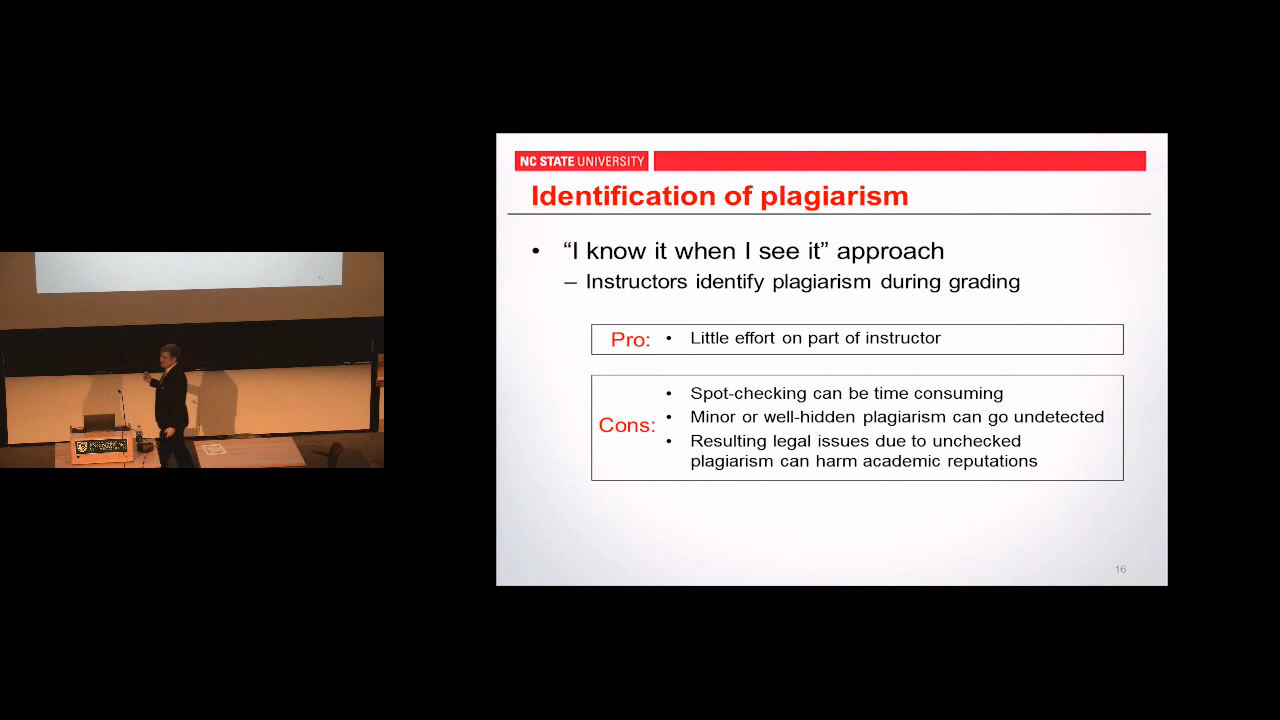 NC STATE UNIVERSITY
Identification of plagiarism
• “I know it when I see it” approach
– Instructors identify plagiarism during grading
Pro: • Little effort on part of instructor
Cons:
• Spot-checking can be time consuming
• Minor or well-hidden plagiarism can go undetected
• Resulting legal issues due to unchecked
plagiarism can harm academic reputations
16